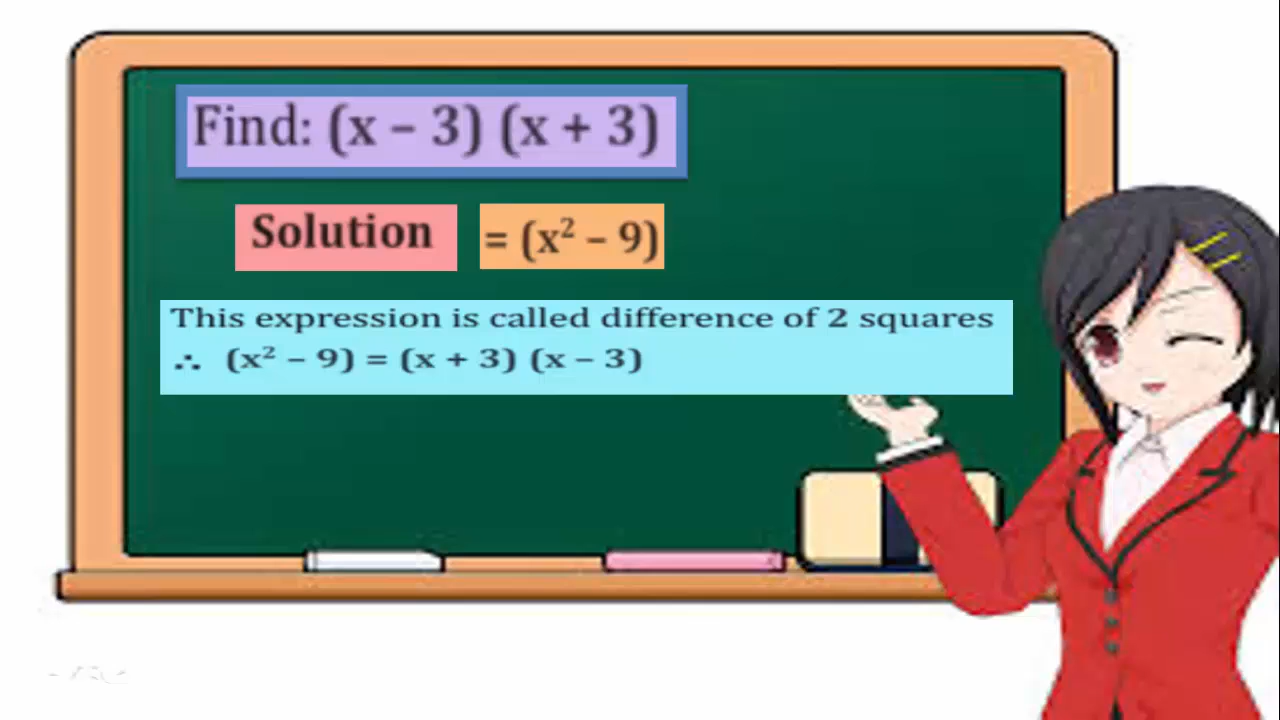 Find: (x – 3) (x + 3)
Solution = (x² – 9)
This expression is called difference of 2 squares
∴ (x² – 9) = (x + 3) (x – 3)